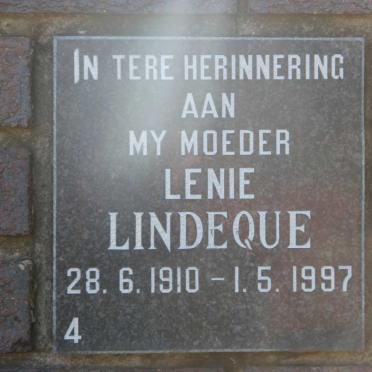 IN TERE HERINNERING
AAN
MY MOEDER
LENIE
LINDEQUE
28. 6. 1910 – 1. 5. 1997
4